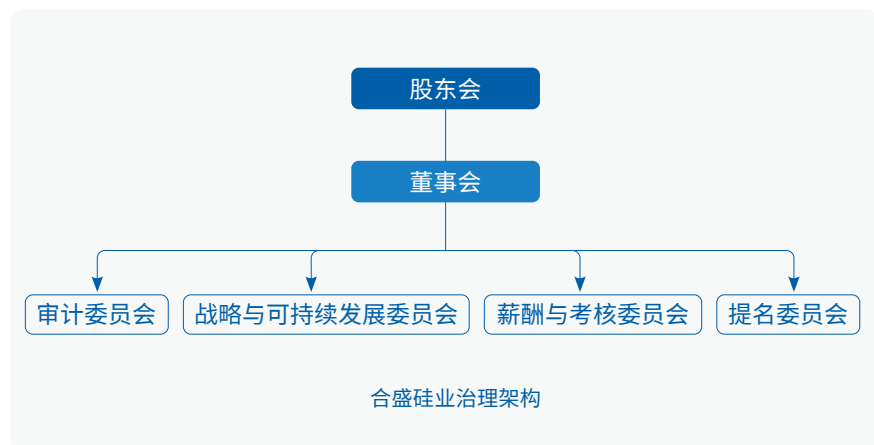 股东会
董事会
审计委员会
战略与可持续发展委员会
薪酬与考核委员会
提名委员会
合盛硅业治理架构